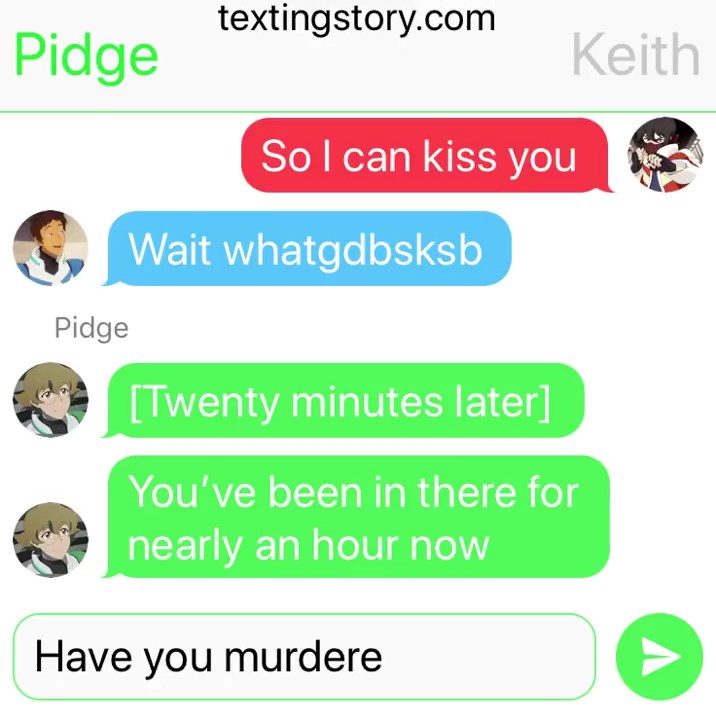 textingstory.com
Pidge
Keith
So I can kiss you
Wait whatgdbsksb
Pidge
[Twenty minutes later]
You've been in there for
nearly an hour now
Have you murdere